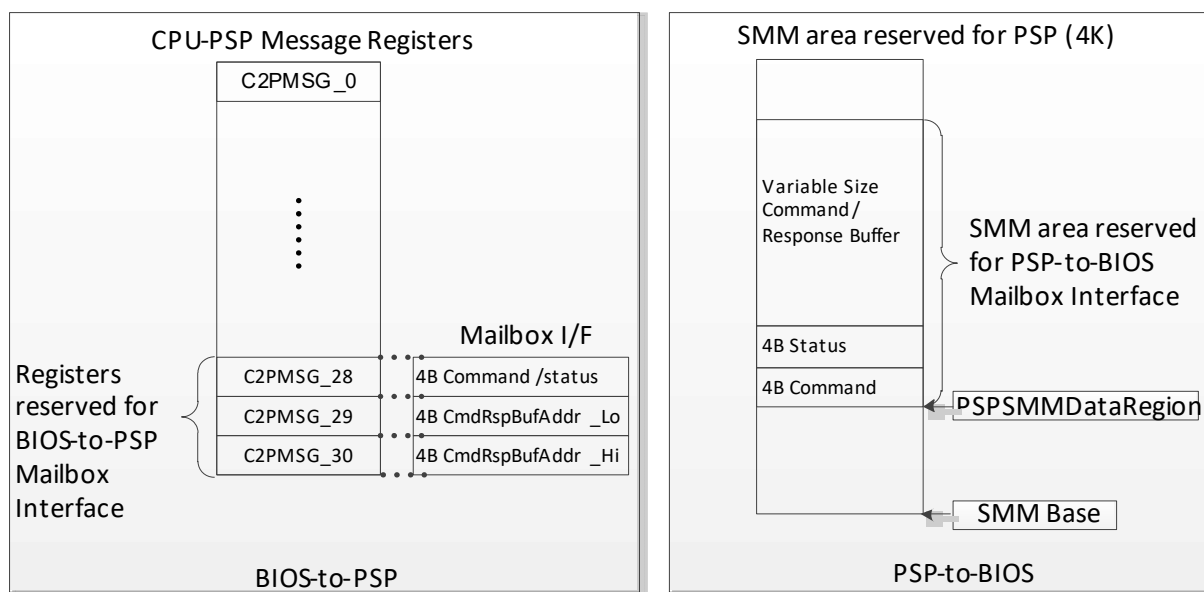 CPU-PSP Message Registers
C2PMSG_0
Mailbox I/F
Registers
reserved for
BIOS-to-PSP
Mailbox
Interface
C2PMSG_28
4B Command /status
C2PMSG_29
4B CmdRspBufAddr _Lo
C2PMSG_30
4B CmdRspBufAddr _Hi
BIOS-to-PSP
SMM area reserved for PSP (4K)
Variable Size
Command/
Response Buffer
SMM area reserved
for PSP-to-BIOS
Mailbox Interface
4B Status
4B Command
PSPSMMDataRegion
SMM Base
PSP-to-BIOS